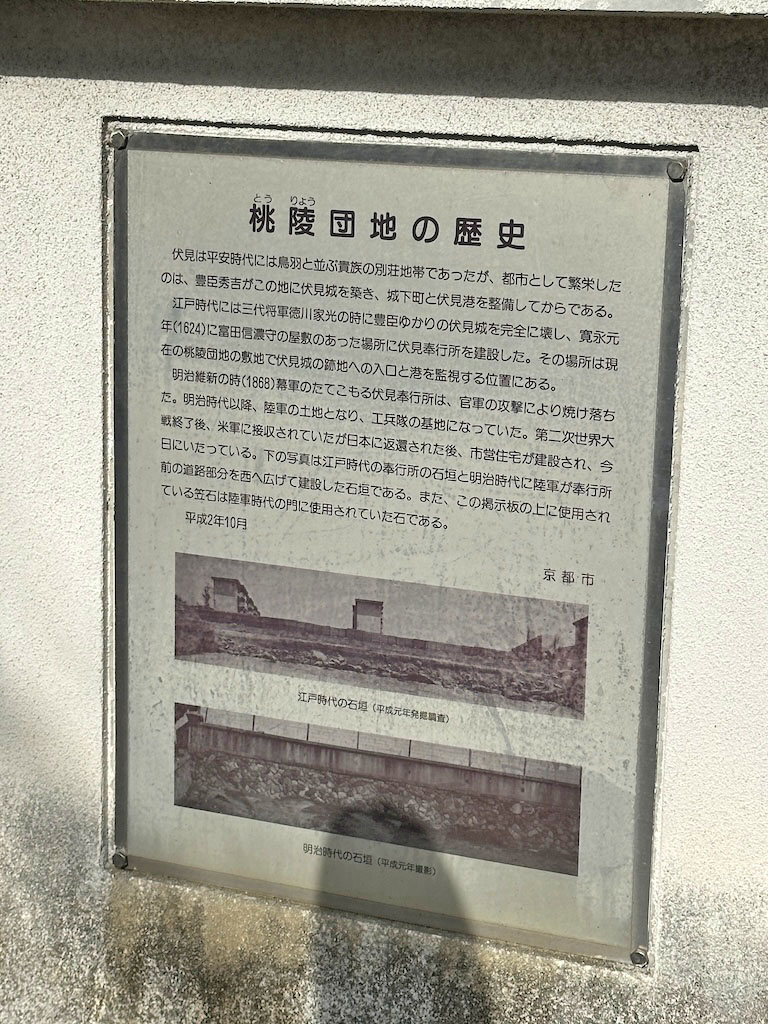 とう りょう
桃陵団地の歴史
伏見は平安時代には鳥羽と並ぶ貴族の別荘地帯であったが、都市として繁栄した
のは、豊臣秀吉がこの地に伏見城を築き、城下町と伏見港を整備してからである。
江戸時代には三代将軍徳川家光の時に豊臣ゆかりの伏見城を完全に壊し、寛永元
年(1624)に富田信濃守の屋敷のあった場所に伏見奉行所を建設した。その場所は現
在の桃陵団地の敷地で伏見城の跡地への入口と港を監視する位置にある。
明治維新の時(1868)幕軍のたてこもる伏見奉行所は、官軍の攻撃により焼け落ち
た。明治時代以降、陸軍の土地となり、工兵隊の基地になっていた。第二次世界大
戦終了後、米軍に接収されていたが日本に返還された後、市営住宅が建設され、今
日にいたっている。下の写真は江戸時代の奉行所の石垣と明治時代に陸軍が奉行所
前の道路部分を西へ広げて建設した石垣である。また、この掲示板の上に使用され
ている笠石は陸軍時代の門に使用されていた石である。
平成2年10月
京都市
江戸時代の石垣（平成元年発掘調査）
明治時代の石垣（平成元年撮影）